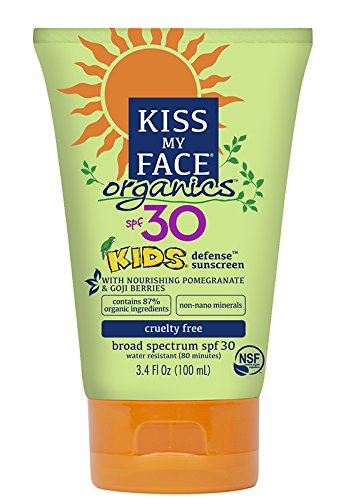 KISS
MY
FACE®
organics™
spf 30
KIDS defense™
sunscreen
WITH NOURISHING POMEGRANATE
& GOJI BERRIES
contains 87%
organic ingredients
non-nano minerals
cruelty free
broad spectrum spf 30
water resistant (80 minutes)
3.4 fl Oz (100 mL)
NSF